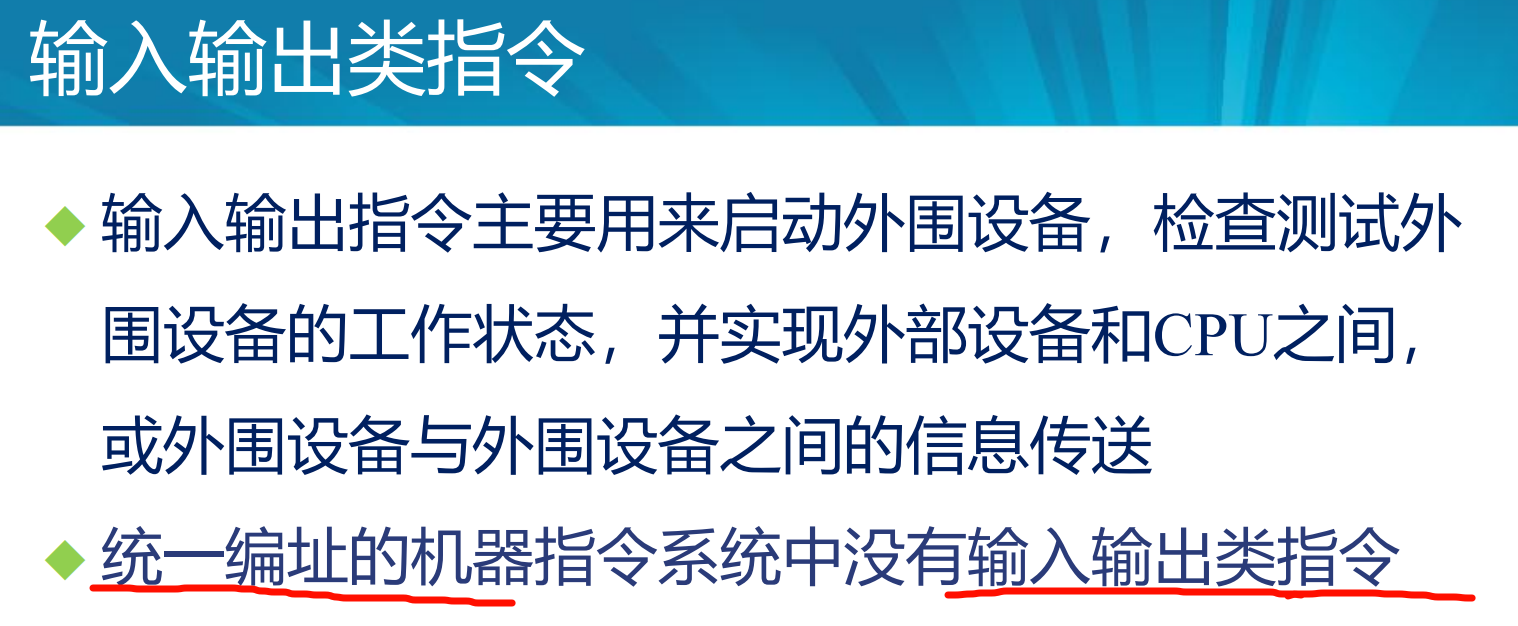 输入输出类指令
输入输出指令主要用来启动外围设备，检查测试外
围设备的工作状态，并实现外部设备和CPU之间，
或外围设备与外围设备之间的信息传送
统一编址的机器指令系统中没有输入输出类指令